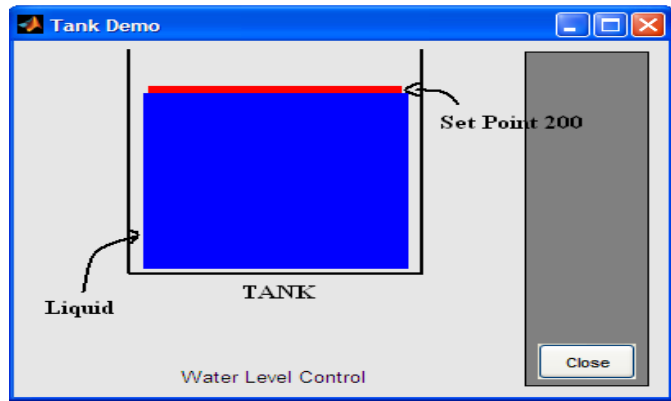 Tank Demo
Set Point 200
Liquid
TANK
Water Level Control
Close